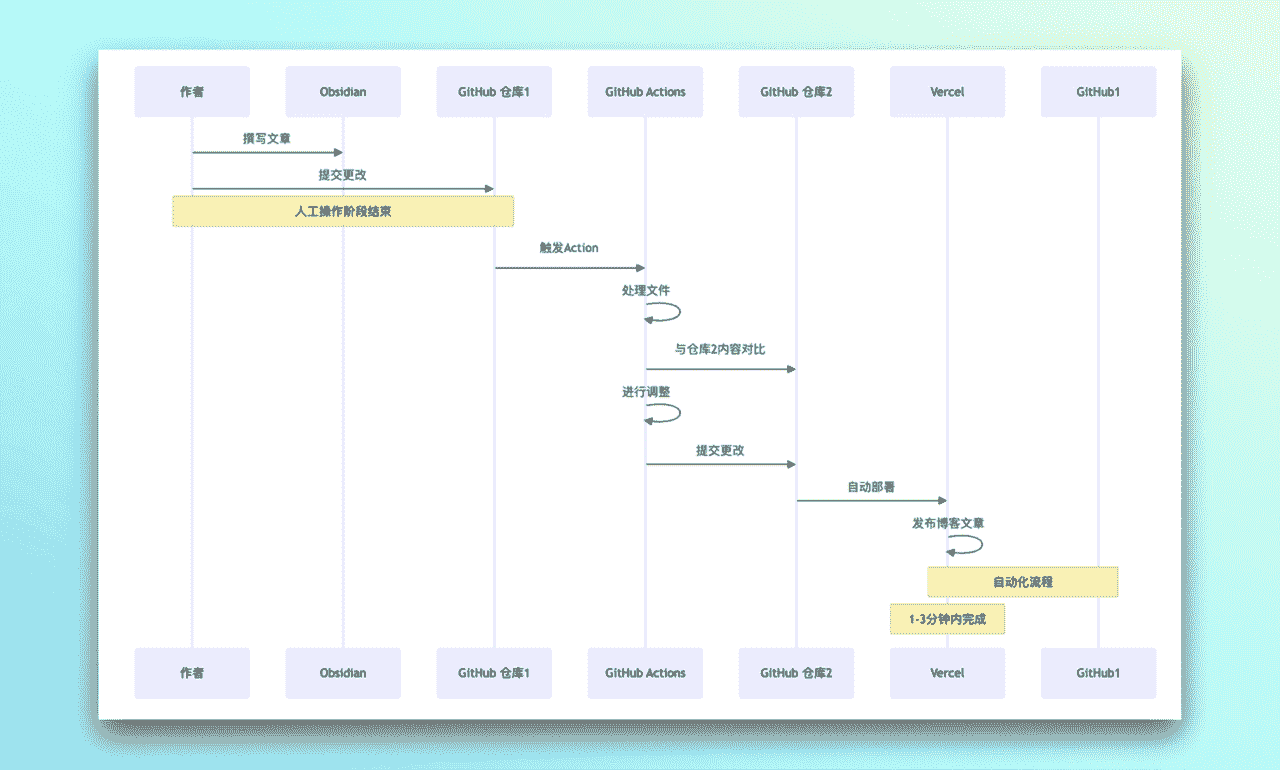 作者
Obsidian
GitHub 仓库1
GitHub Actions
GitHub 仓库2
Vercel
GitHub1
撰写文章
提交更改
人工操作阶段结束
触发Action
处理文件
与仓库2内容对比
进行调整
提交更改
自动部署
发布博客文章
自动化流程
1-3分钟内完成
作者
Obsidian
GitHub 仓库1
GitHub Actions
GitHub 仓库2
Vercel
GitHub1